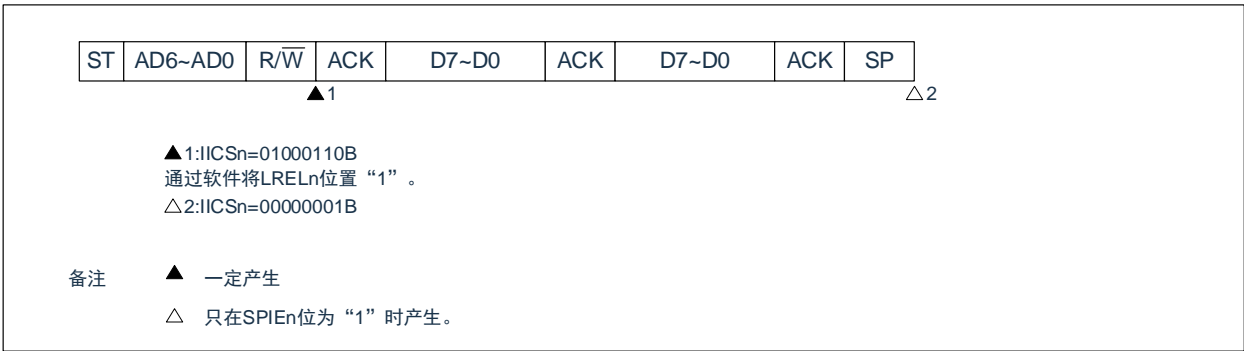 ST AD6~AD0 R/W̅ ACK D7~D0 ACK D7~D0 ACK SP
▲1 △2
▲1:IICSn=01000110B
通过软件将LRELn位置“1”。
△2:IICSn=00000001B
备注 ▲ 一定产生
△ 只在SPIEn位为“1”时产生。